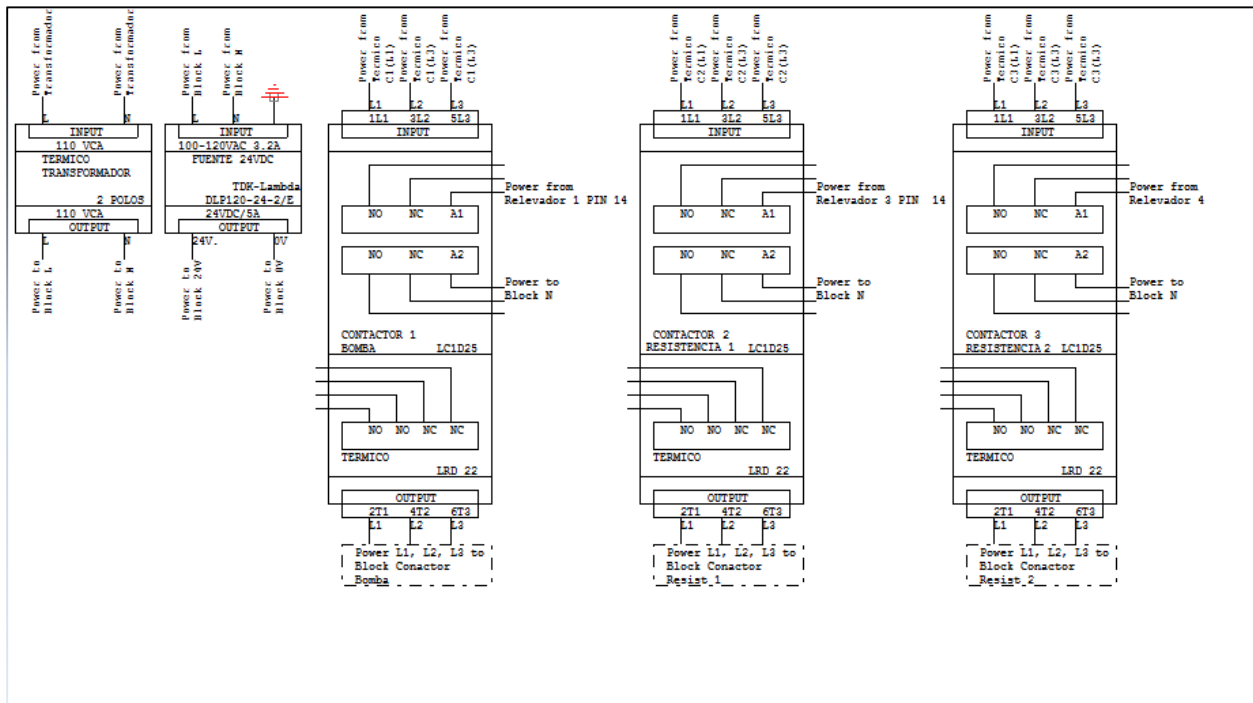 Power from
Transformador
Power from
Transformador
L
N
INPUT
110 VCA
TERMICO
TRANSFORMADOR
2 POLOS
110 VCA
OUTPUT
L
N
Power to
Block L
Power to
Block N
Power from
Block L
Power from
Block N
L
N
INPUT
100-120VAC 3.2A
FUENTE 24VDC
TDK-Lambda
DLP120-24-2/E
24VDC/5A
OUTPUT
24V.
0V
Power to
Block 24V
Power to
Block 0V
Power from
Termico
C1(L1)
Power from
Termico
C1(L3)
Power from
Termico
C1(L3)
L1 L2 L3
1L1 3L2 5L3
INPUT
Power from
Relevador 1 PIN 14
NO NC A1
NO NC A2
Power to
Block N
CONTACTOR 1
BOMBA LC1D25
NO NO NC NC
TERMICO
LRD 22
OUTPUT
2T1 4T2 6T3
L1 L2 L3
Power L1, L2, L3 to
Block Conactor
Bomba
Power from
Termico
C2(L1)
Power from
Termico
C2(L3)
Power from
Termico
C2(L3)
L1 L2 L3
1L1 3L2 5L3
INPUT
Power from
Relevador 3 PIN 14
NO NC A1
NO NC A2
Power to
Block N
CONTACTOR 2
RESISTENCIA 1 LC1D25
NO NO NC NC
TERMICO
LRD 22
OUTPUT
2T1 4T2 6T3
L1 L2 L3
Power L1, L2, L3 to
Block Conactor
Resist 1
Power from
Termico
C3(L1)
Power from
Termico
C3(L3)
Power from
Termico
C3(L3)
L1 L2 L3
1L1 3L2 5L3
INPUT
Power from
Relevador 4
NO NC A1
NO NC A2
Power to
Block N
CONTACTOR 3
RESISTENCIA 2 LC1D25
NO NO NC NC
TERMICO
LRD 22
OUTPUT
2T1 4T2 6T3
L1 L2 L3
Power L1, L2, L3 to
Block Conactor
Resist 2